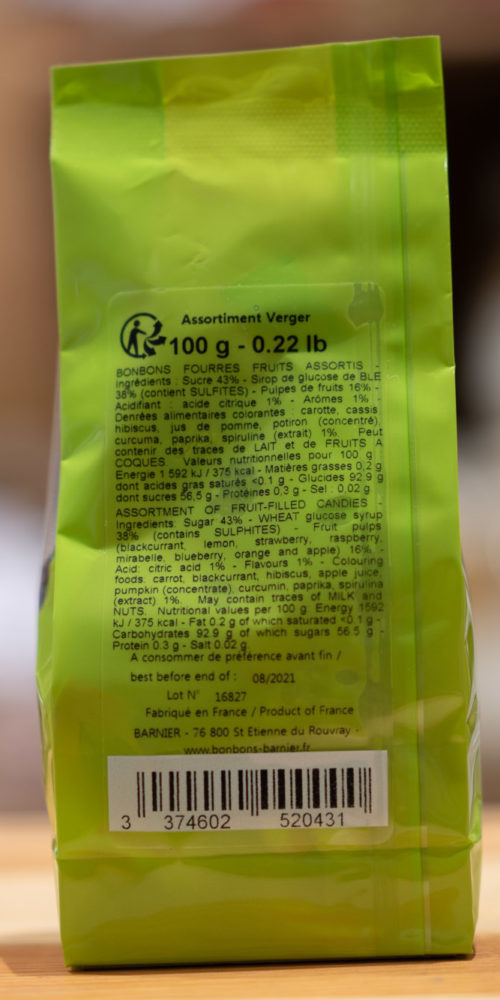 Assortiment Verger
100 g - 0.22 lb
BONBONS FOURRES FRUITS ASSORTIS -
Ingrédients : Sucre 43% - Sirop de glucose de BLE
38% (contient SULFITES) - Pulpes de fruits 16% -
Acidifiant : acide citrique 1% - Arômes 1% -
Denrées alimentaires colorantes : carotte, cassis
hibiscus, jus de pomme, potiron (concentré),
curcuma, paprika, spiruline (extrait) 1%. Peut
contenir des traces de LAIT et de FRUITS A
COQUES. Valeurs nutritionnelles pour 100 g :
Energie 1 592 kJ / 375 kcal - Matières grasses 0,2 g
dont acides gras saturés <0.1 g - Glucides 92.9 g
dont sucres 56,5 g - Protéines 0,3 g - Sel : 0.02 g
ASSORTMENT OF FRUIT-FILLED CANDIES -
Ingredients: Sugar 43% - WHEAT glucose syrup
38% (contains SULPHITES) - Fruit pulps
(blackcurrant, lemon, strawberry, raspberry,
mirabelle, blueberry, orange and apple) 16% -
Acid: citric acid 1% - Flavours 1% - Colouring
foods: carrot, blackcurrant, hibiscus, apple juice,
pumpkin (concentrate), curcumin, paprika, spirulina
(extract) 1%. May contain traces of MILK and
NUTS. Nutritional values per 100 g: Energy 1592
kJ / 375 kcal - Fat 0.2 g of which saturated <0.1 g -
Carbohydrates 92.9 g of which sugars 56.5 g -
Protein 0.3 g - Salt 0.02 g.
A consommer de préférence avant fin /
best before end of : 08/2021
Lot N° 16827
Fabriqué en France / Product of France
BARNIER - 76 800 St Etienne du Rouvray -
www.bonbons-barnier.fr
3 374602 520431